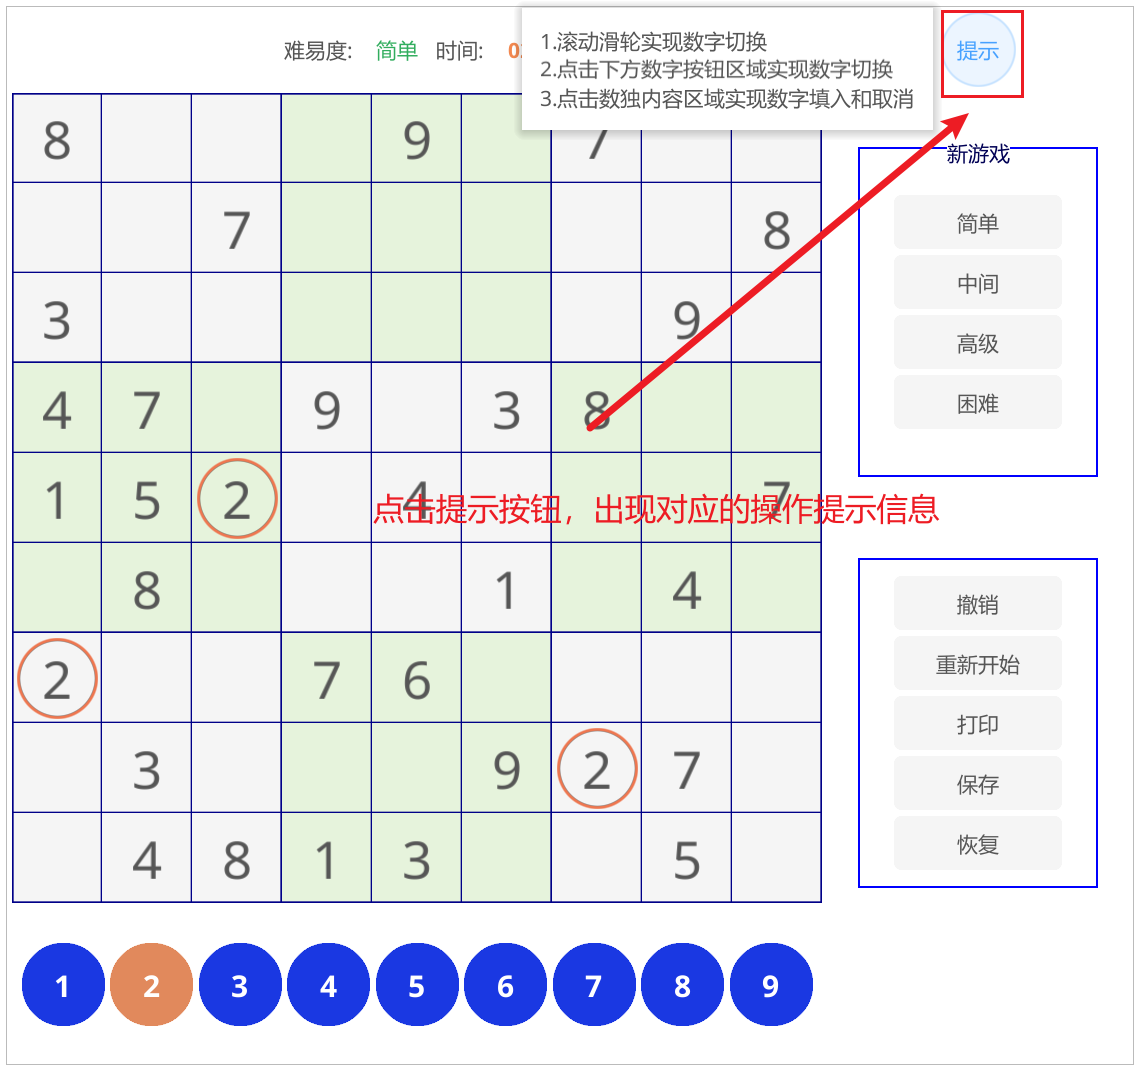 难易度: 简单 时间:
1.滚动滑轮实现数字切换
2.点击下方数字按钮区域实现数字切换
3.点击数独内容区域实现数字填入和取消
提示
8 9 7
7 8
3 9
4 7 9 3 8
1 5 2 4 7
点击提示按钮，出现对应的操作提示信息
8 1 4
2 7 6
3 9 2 7
4 8 1 3 5
1 2 3 4 5 6 7 8 9
新游戏
简单
中间
高级
困难
撤销
重新开始
打印
保存
恢复